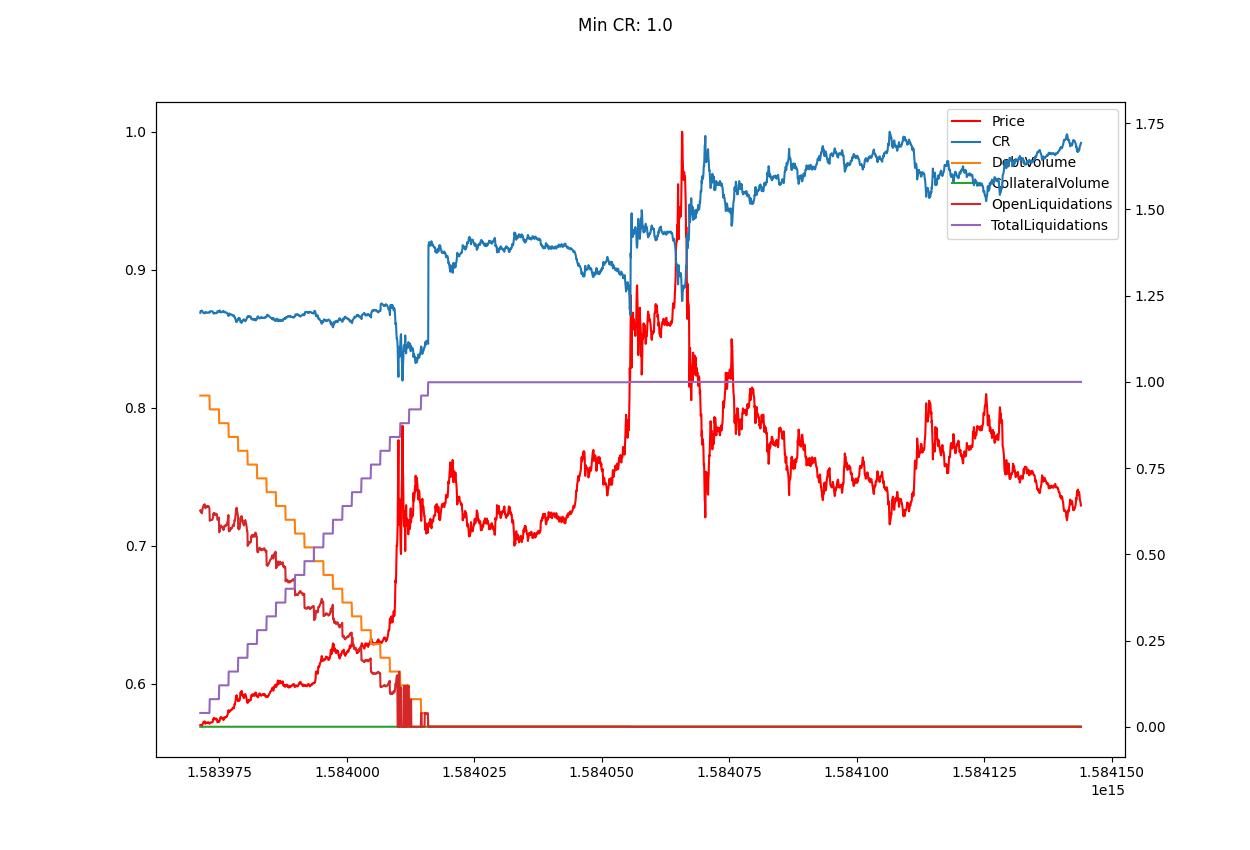 Min CR: 1.0
1.0
0.9
0.8
0.7
0.6
1.75
1.50
1.25
1.00
0.75
0.50
0.25
0.00
Price
CR
DebtVolume
CollateralVolume
OpenLiquidations
TotalLiquidations
1.583975 1.584000 1.584025 1.584050 1.584075 1.584100 1.584125 1.584150
1e15